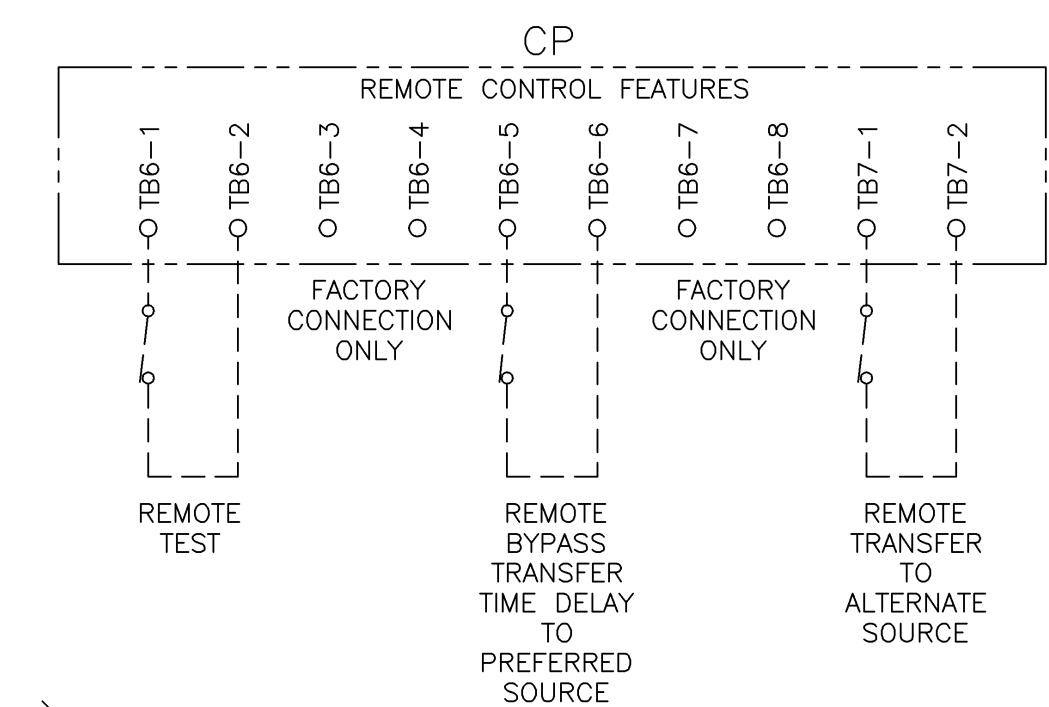 CP
REMOTE CONTROL FEATURES
TB6-1
TB6-2
TB6-3
TB6-4
TB6-5
TB6-6
TB6-7
TB6-8
TB7-1
TB7-2
FACTORY
CONNECTION
ONLY
FACTORY
CONNECTION
ONLY
REMOTE
TEST
REMOTE
BYPASS
TRANSFER
TIME DELAY
TO
PREFERRED
SOURCE
REMOTE
TRANSFER
TO
ALTERNATE
SOURCE